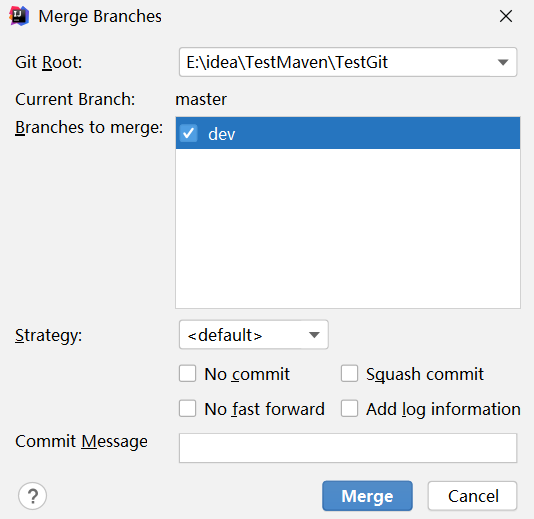 Merge Branches
Git Root: E:\idea\TestMaven\TestGit
Current Branch: master
Branches to merge: dev
Strategy: <default>
No commit Squash commit
No fast forward Add log information
Commit Message
? Merge Cancel